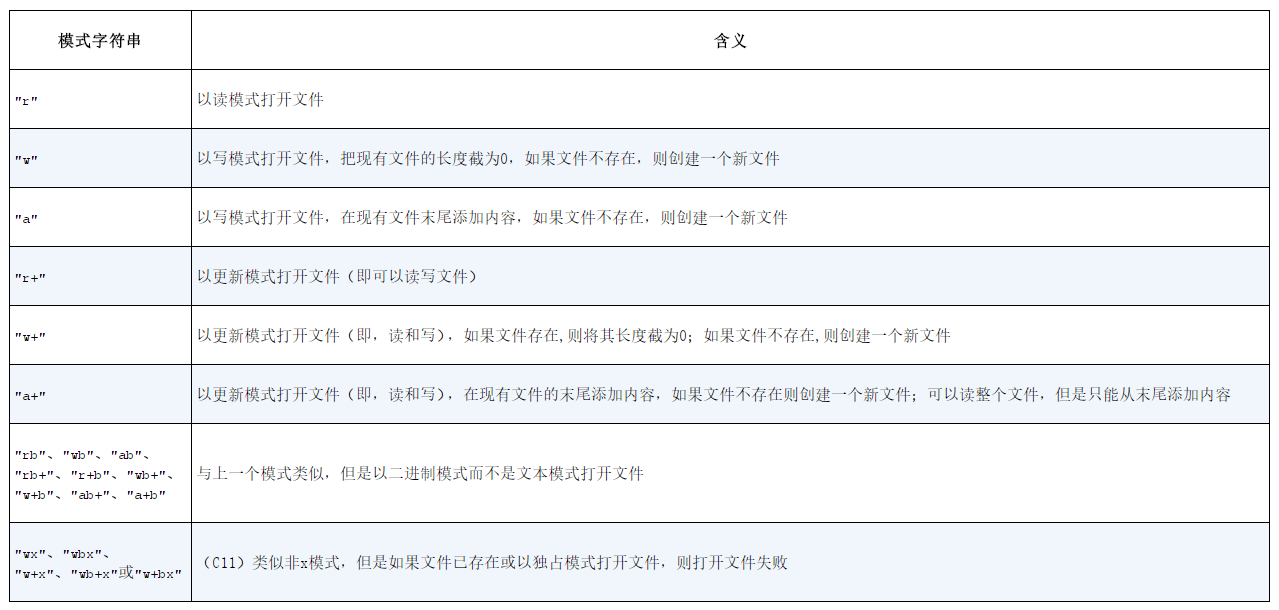 模式字符串 含义
"r" 以读模式打开文件
"w" 以写模式打开文件，把现有文件的长度截为0，如果文件不存在，则创建一个新文件
"a" 以写模式打开文件，在现有文件末尾添加内容，如果文件不存在，则创建一个新文件
"r+" 以更新模式打开文件（即可以读写文件）
"w+" 以更新模式打开文件（即，读和写），如果文件存在,则将其长度截为0；如果文件不存在,则创建一个新文件
"a+" 以更新模式打开文件（即，读和写），在现有文件的末尾添加内容，如果文件不存在则创建一个新文件；可以读整个文件，但是只能从末尾添加内容
"rb"、"wb"、"ab"、
"rb+"、"r+b"、"wb+"、
"w+b"、"ab+"、"a+b"
与上一个模式类似，但是以二进制模式而不是文本模式打开文件
"wx"、"wbx"、
"w+x"、"wb+x"或"w+bx"
（C11）类似非x模式，但是如果文件已存在或以独占模式打开文件，则打开文件失败